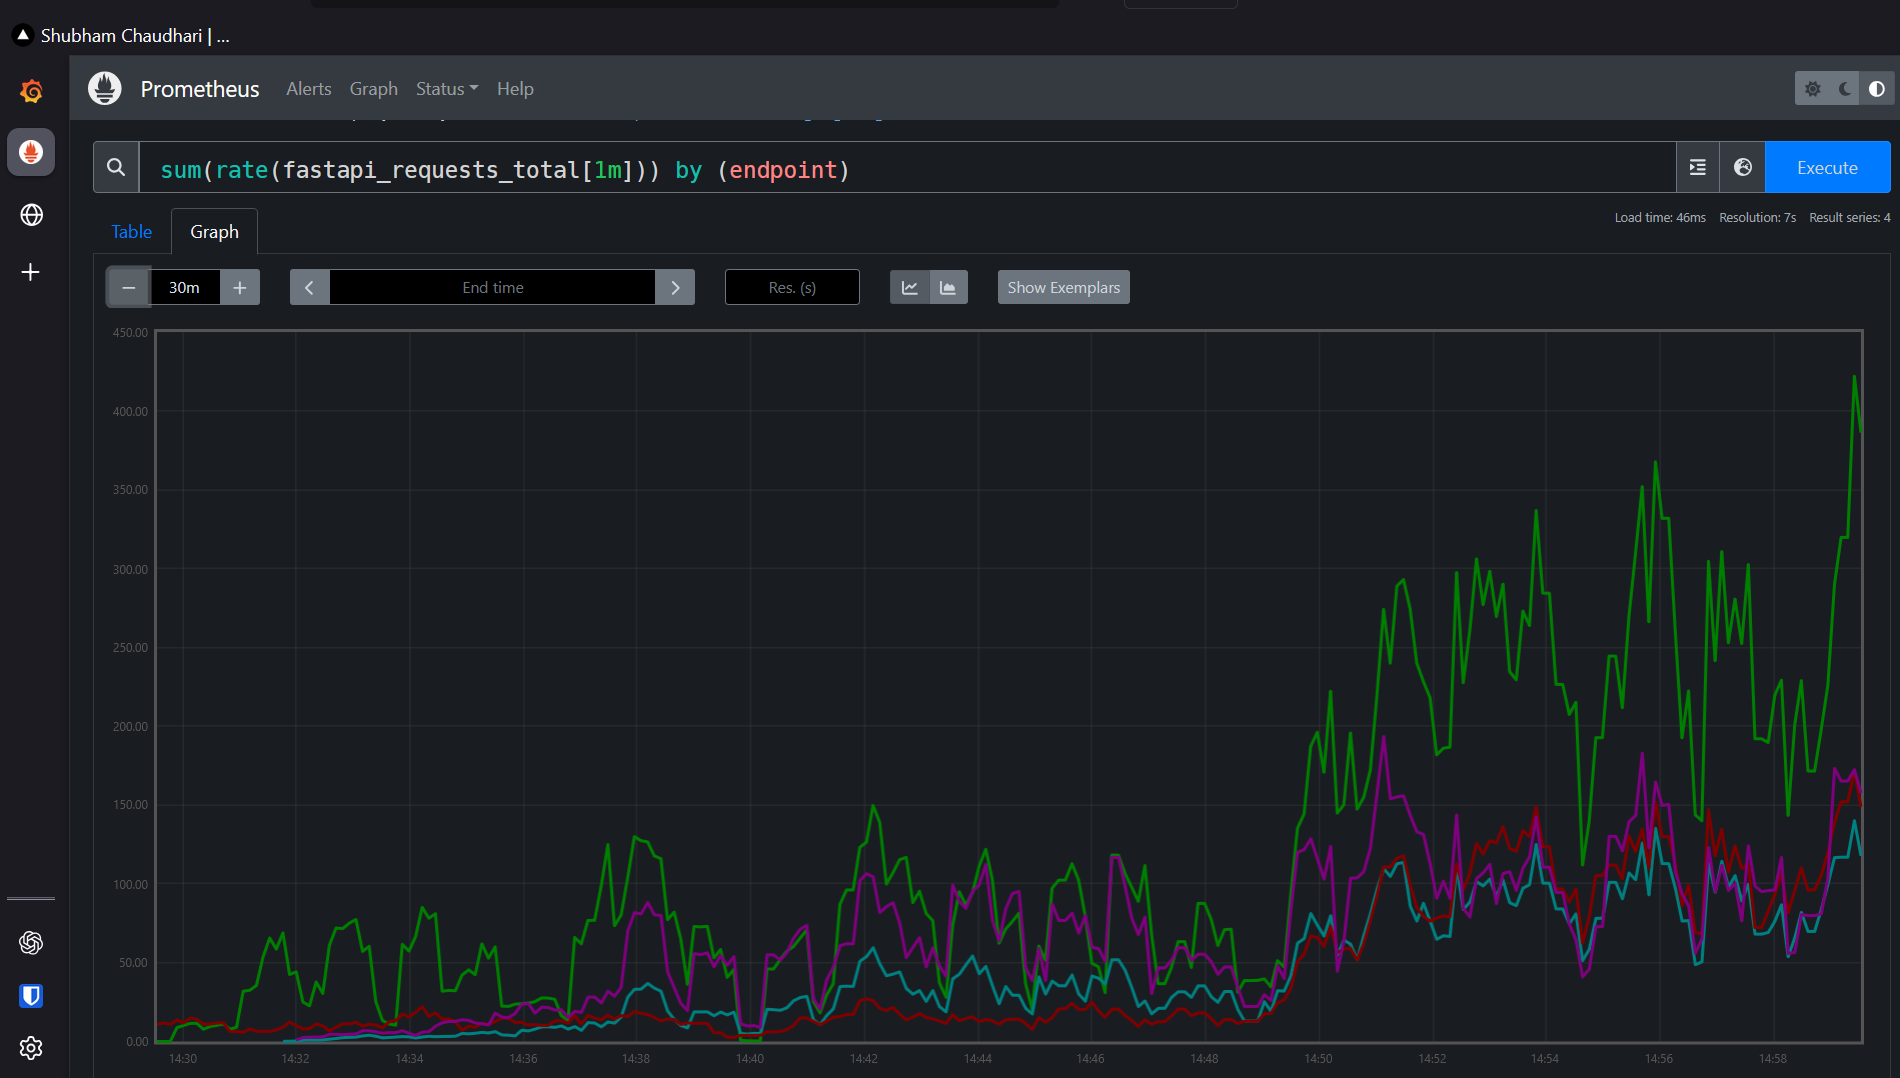 Shubham Chaudhari | ...
Prometheus Alerts Graph Status Help
sum(rate(fastapi_requests_total[1m])) by (endpoint)
Execute
Load time: 46ms Resolution: 7s Result series: 4
Table Graph
30m
End time
Res. (s)
Show Exemplars
450.00
400.00
350.00
300.00
250.00
200.00
150.00
100.00
50.00
0.00
14:30 14:32 14:34 14:36 14:38 14:40 14:42 14:44 14:46 14:48 14:50 14:52 14:54 14:56 14:58